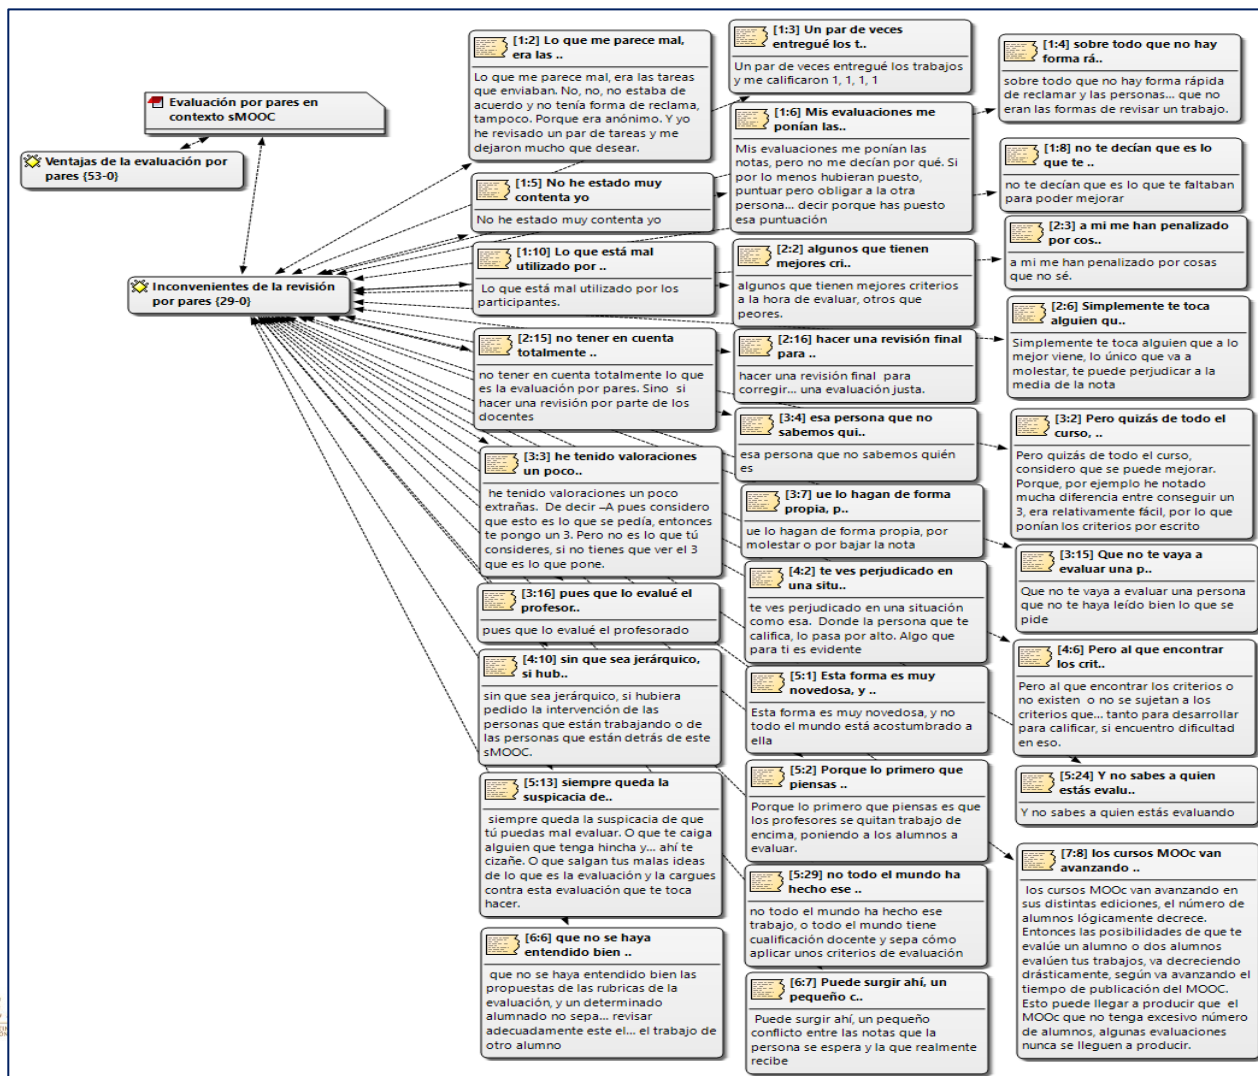 Evaluación por pares en
contexto sMOOC
Ventajas de la evaluación por
pares {53-0}
Inconvenientes de la revisión
por pares {29-0}
[1:2] Lo que me parece mal,
era las ..
Lo que me parece mal, era las tareas
que enviaban. No, no, no estaba de
acuerdo y no tenía forma de reclama,
tampoco. Porque era anónimo. Y yo
he revisado un par de tareas y me
dejaron mucho que desear.
[1:5] No he estado muy
contenta yo
No he estado muy contenta yo
[1:10] Lo que está mal
utilizado por ..
Lo que está mal utilizado por los
participantes.
[2:15] no tener en cuenta
totalmente ..
no tener en cuenta totalmente lo que
es la evaluación por pares. Sino  si
hacer una revisión por parte de los
docentes
[3:3] he tenido valoraciones
un poco..
he tenido valoraciones un poco
extrañas.  De decir –A pues considero
que esto es lo que se pedía, entonces
te pongo un 3. Pero no es lo que tú
consideres, si no tienes que ver el 3
que es lo que pone.
[3:16] pues que lo evalué el
profesor..
pues que lo evalué el profesorado
[4:10] sin que sea jerárquico,
si hub..
sin que sea jerárquico, si hubiera
pedido la intervención de las
personas que están trabajando o de
las personas que están detrás de este
sMOOC.
[5:13] siempre queda la
suspicacia de..
siempre queda la suspicacia de que
tú puedas mal evaluar. O que te caiga
alguien que tenga hincha y... ahí te
cizañe. O que salgan tus malas ideas
de lo que es la evaluación y la cargues
contra esta evaluación que te toca
hacer.
[6:6] que no se haya
entendido bien ..
que no se haya entendido bien las
propuestas de las rubricas de la
evaluación, y un determinado
alumnado no sepa... revisar
adecuadamente este el... el trabajo de
otro alumno
[1:3] Un par de veces
entregué los t..
Un par de veces entregué los trabajos
y me calificaron 1, 1, 1, 1
[1:6] Mis evaluaciones me
ponían las..
Mis evaluaciones me ponían las
notas, pero no me decían por qué. Si
por lo menos hubieran puesto,
puntuar pero obligar a la otra
persona... decir porque has puesto
esa puntuación
[2:2] algunos que tienen
mejores cri..
algunos que tienen mejores criterios
a la hora de evaluar, otros que
peores.
[2:16] hacer una revisión final
para ..
hacer una revisión final  para
corregir... una evaluación justa.
[3:4] esa persona que no
sabemos qui..
esa persona que no sabemos quién
es
[3:7] ue lo hagan de forma
propia, p..
ue lo hagan de forma propia, por
molestar o por bajar la nota
[4:2] te ves perjudicado en
una situ..
te ves perjudicado en una situación
como esa.  Donde la persona que te
califica, lo pasa por alto. Algo que
para ti es evidente
[5:1] Esta forma es muy
novedosa, y ..
Esta forma es muy novedosa, y no
todo el mundo está acostumbrado a
ella
[5:2] Porque lo primero que
piensas ..
Porque lo primero que piensas es que
los profesores se quitan trabajo de
encima, poniendo a los alumnos a
evaluar.
[5:29] no todo el mundo ha
hecho ese ..
no todo el mundo ha hecho ese
trabajo, o todo el mundo tiene
cualificación docente y sepa cómo
aplicar unos criterios de evaluación
[6:7] Puede surgir ahí, un
pequeño c..
Puede surgir ahí, un pequeño
conflicto entre las notas que la
persona se espera y la que realmente
recibe
[1:4] sobre todo que no hay
forma rá..
sobre todo que no hay forma rápida
de reclamar y las personas... que no
eran las formas de revisar un trabajo.
[1:8] no te decían que es lo
que te ..
no te decían que es lo que te faltaban
para poder mejorar
[2:3] a mi me han penalizado
por cos..
a mi me han penalizado por cosas
que no sé.
[2:6] Simplemente te toca
alguien qu..
Simplemente te toca alguien que a lo
mejor viene, lo único que va a
molestar, te puede perjudicar a la
media de la nota
[3:2] Pero quizás de todo el
curso, ..
Pero quizás de todo el curso,
considero que se puede mejorar.
Porque, por ejemplo he notado
mucha diferencia entre conseguir un
3, era relativamente fácil, por lo que
ponían los criterios por escrito
[3:15] Que no te vaya a
evaluar una p..
Que no te vaya a evaluar una persona
que no te haya leído bien lo que se
pide
[4:6] Pero al que encontrar
los crit..
Pero al que encontrar los criterios o
no existen  o no se sujetan a los
criterios que... tanto para desarrollar
para calificar, si encuentro dificultad
en eso.
[5:24] Y no sabes a quien
estás evalu..
Y no sabes a quien estás evaluando
[7:8] los cursos MOOc van
avanzando ..
los cursos MOOc van avanzando en
sus distintas ediciones, el número de
alumnos lógicamente decrece.
Entonces las posibilidades de que te
evalúe un alumno o dos alumnos
evalúen tus trabajos, va decreciendo
drásticamente, según va avanzando el
tiempo de publicación del MOOC.
Esto puede llegar a producir que  el
MOOc que no tenga excesivo número
de alumnos, algunas evaluaciones
nunca se lleguen a producir.